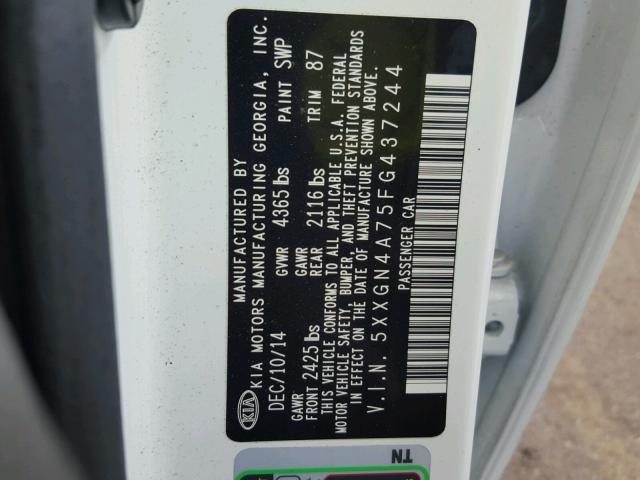 MANUFACTURED BY
KIA KIA MOTORS MANUFACTURING GEORGIA, INC.
DEC/10/14 GVWR 4365 lbs PAINT SWP
GAWR GAWR
FRONT 2425 lbs REAR 2116 lbs TRIM 87
THIS VEHICLE CONFORMS TO ALL APPLICABLE U.S.A. FEDERAL
MOTOR VEHICLE SAFETY, BUMPER, AND THEFT PREVENTION STANDARDS
IN EFFECT ON THE DATE OF MANUFACTURE SHOWN ABOVE.
V.I.N. 5XXGN4A75FG437244
PASSENGER CAR
TN